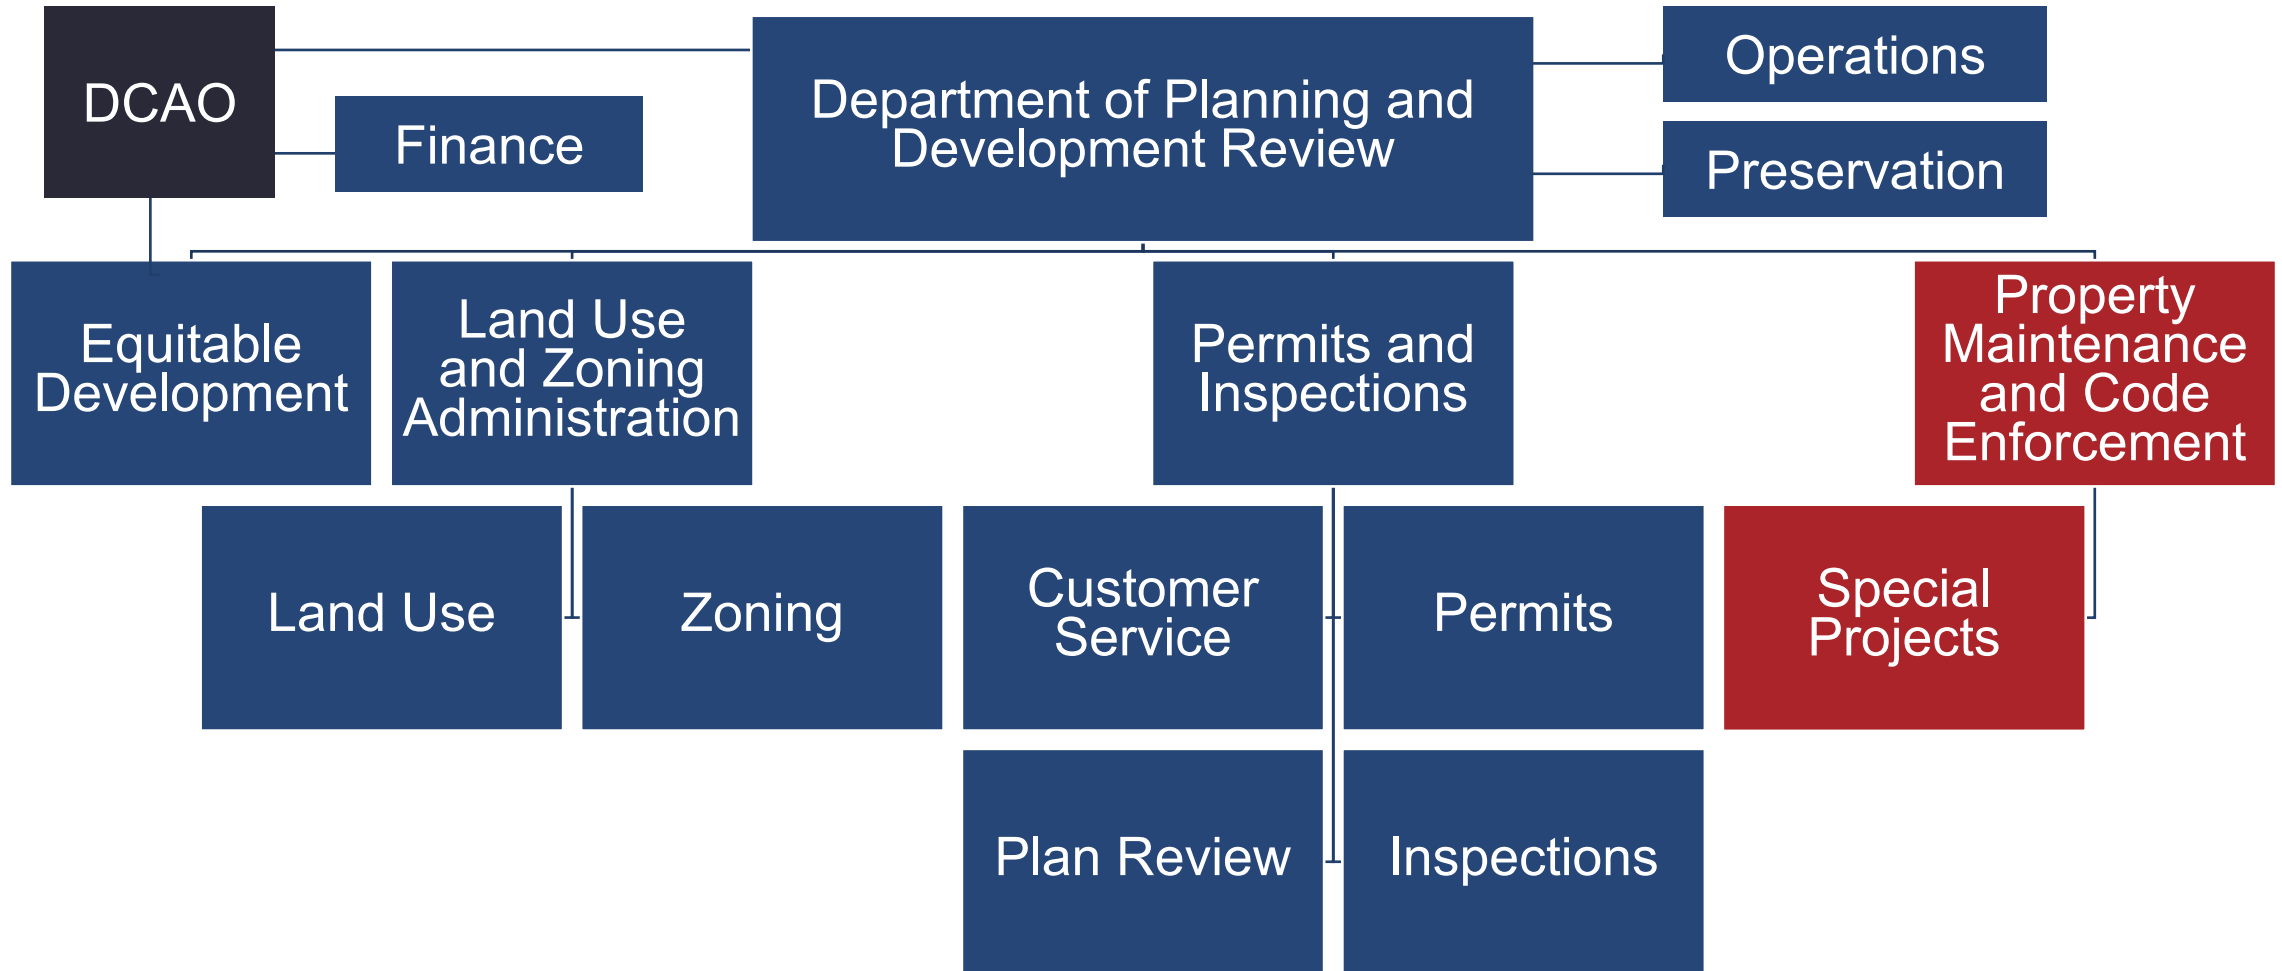 DCAO
Finance
Department of Planning and
Development Review
Operations
Preservation
Equitable
Development
Land Use
and Zoning
Administration
Permits and
Inspections
Property
Maintenance
and Code
Enforcement
Land Use
Zoning
Customer
Service
Permits
Special
Projects
Plan Review
Inspections